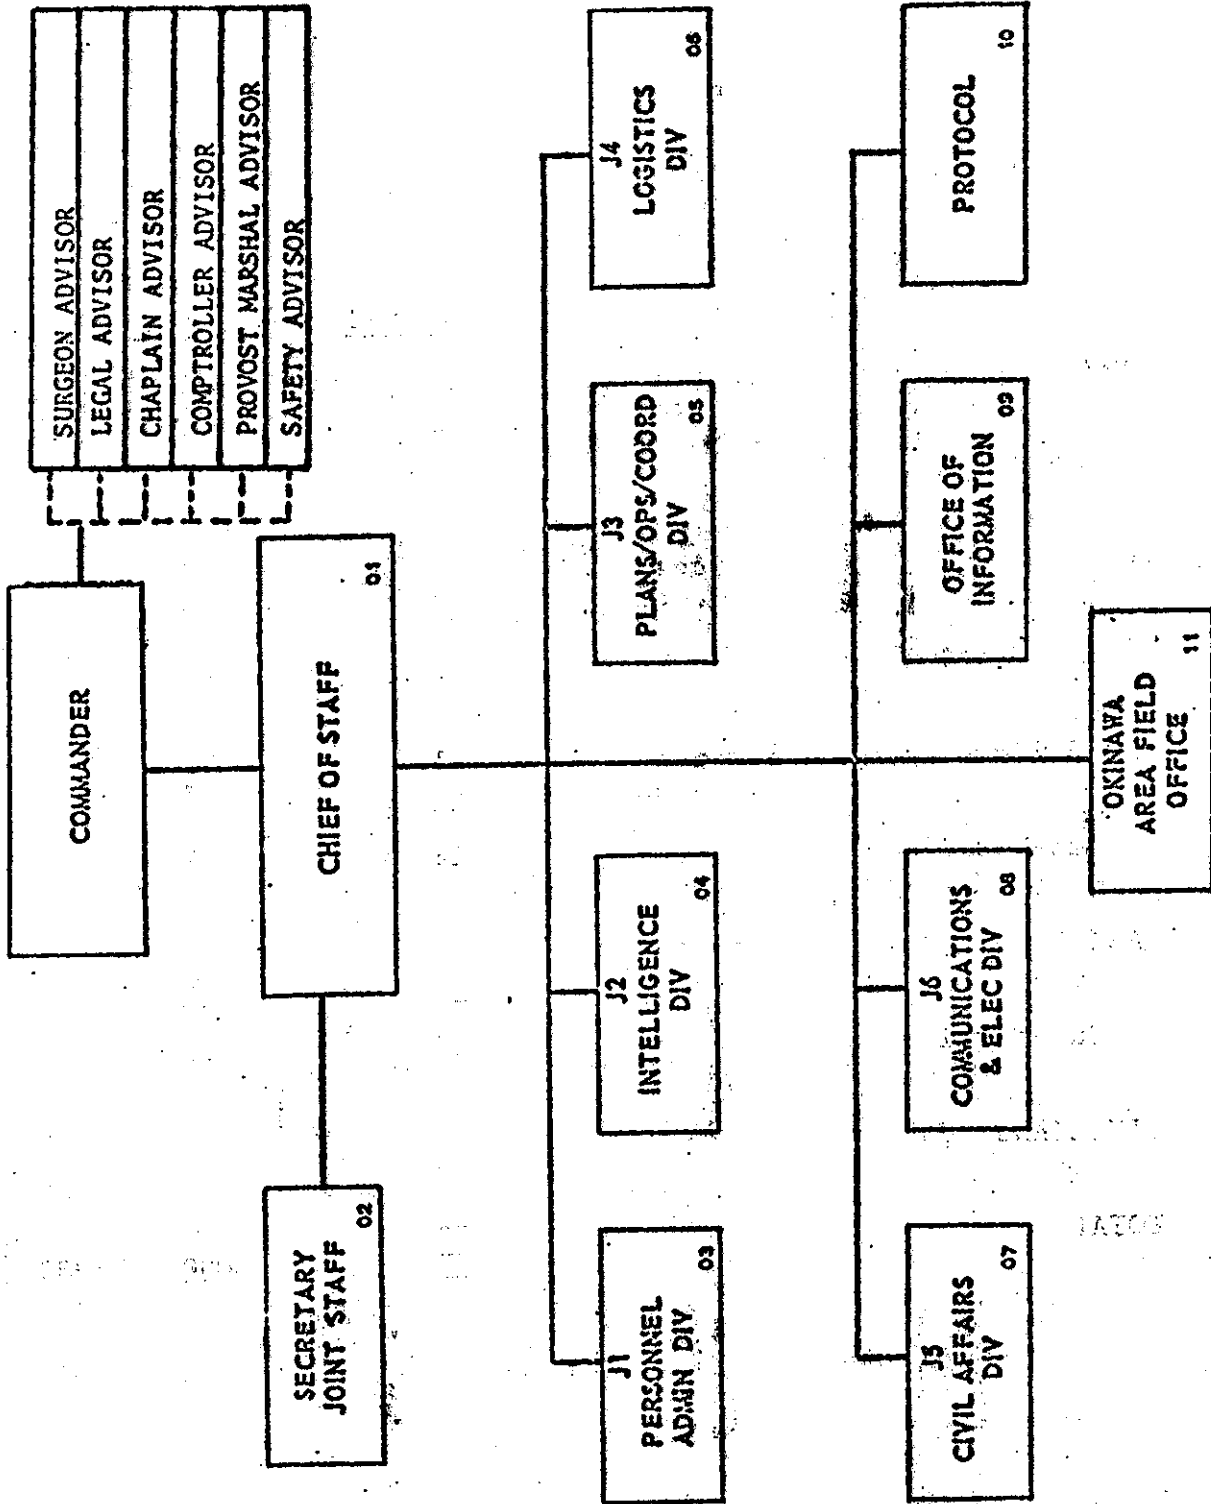 COMMANDER
SURGEON ADVISOR
LEGAL ADVISOR
CHAPLAIN ADVISOR
COMPTROLLER ADVISOR
PROVOST MARSHAL ADVISOR
SAFETY ADVISOR
CHIEF OF STAFF
01
SECRETARY
JOINT STAFF
02
J1
PERSONNEL
ADMIN DIV
03
J2
INTELLIGENCE
DIV
04
J3
PLANS/OPS/COORD
DIV
05
J4
LOGISTICS
DIV
06
J5
CIVIL AFFAIRS
DIV
07
J6
COMMUNICATIONS
& ELEC DIV
08
OFFICE OF
INFORMATION
09
PROTOCOL
10
OKINAWA
AREA FIELD
OFFICE
11